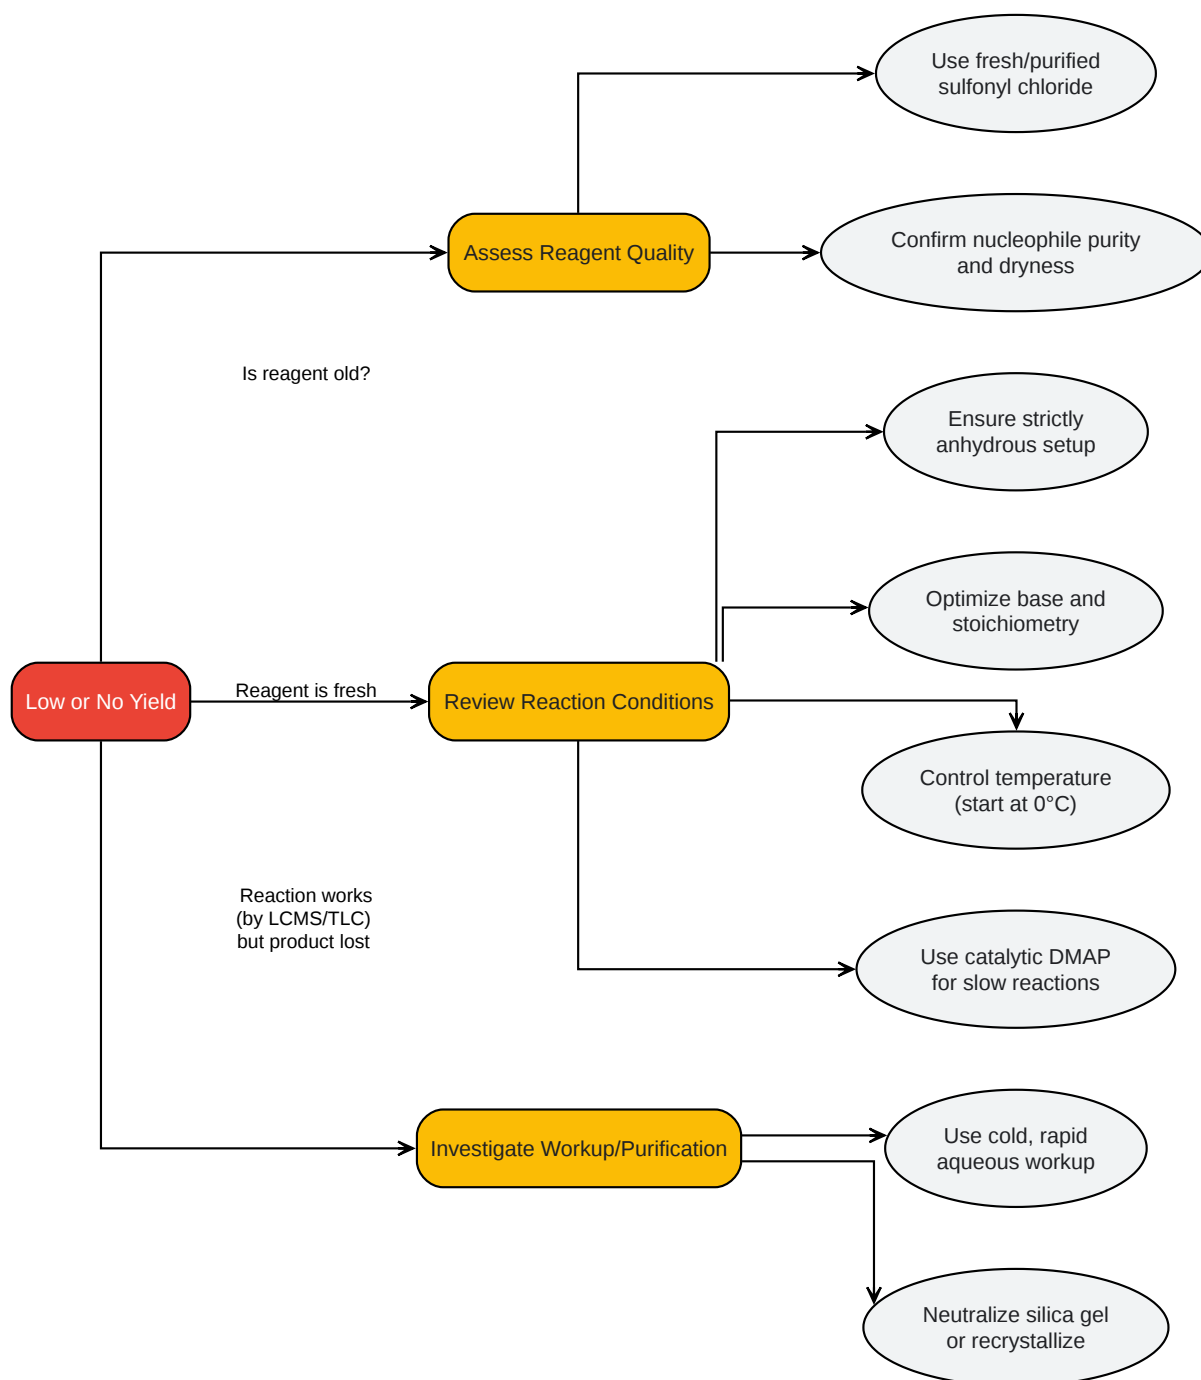 Use fresh/purified
sulfonyl chloride
Assess Reagent Quality
Confirm nucleophile purity
and dryness
Is reagent old?
Ensure strictly
anhydrous setup
Optimize base and
stoichiometry
Low or No Yield
Reagent is fresh
Review Reaction Conditions
Control temperature
(start at 0°C)
Reaction works
(by LCMS/TLC)
but product lost
Use catalytic DMAP
for slow reactions
Investigate Workup/Purification
Use cold, rapid
aqueous workup
Neutralize silica gel
or recrystallize